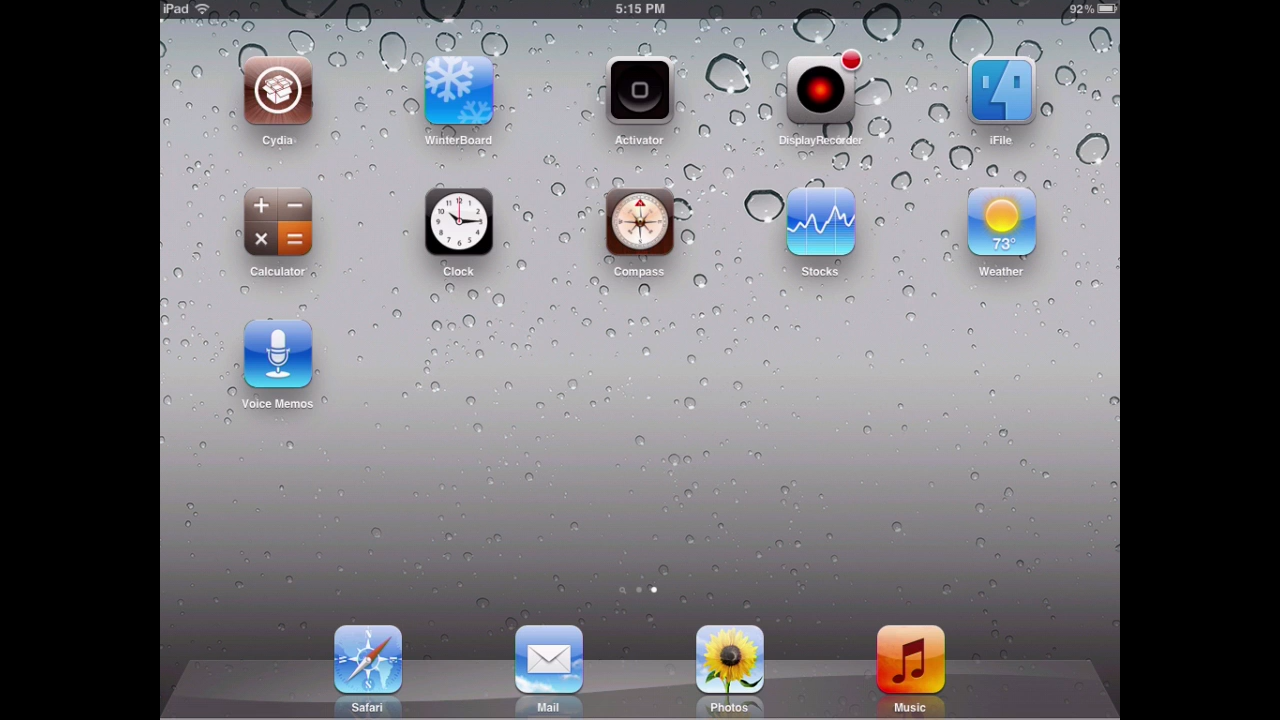 iPad 5:15 PM 92%
Cydia WinterBoard Activator DisplayRecorder iFile
73°
Calculator Clock Compass Stocks Weather
Voice Memos
Safari Mail Photos Music